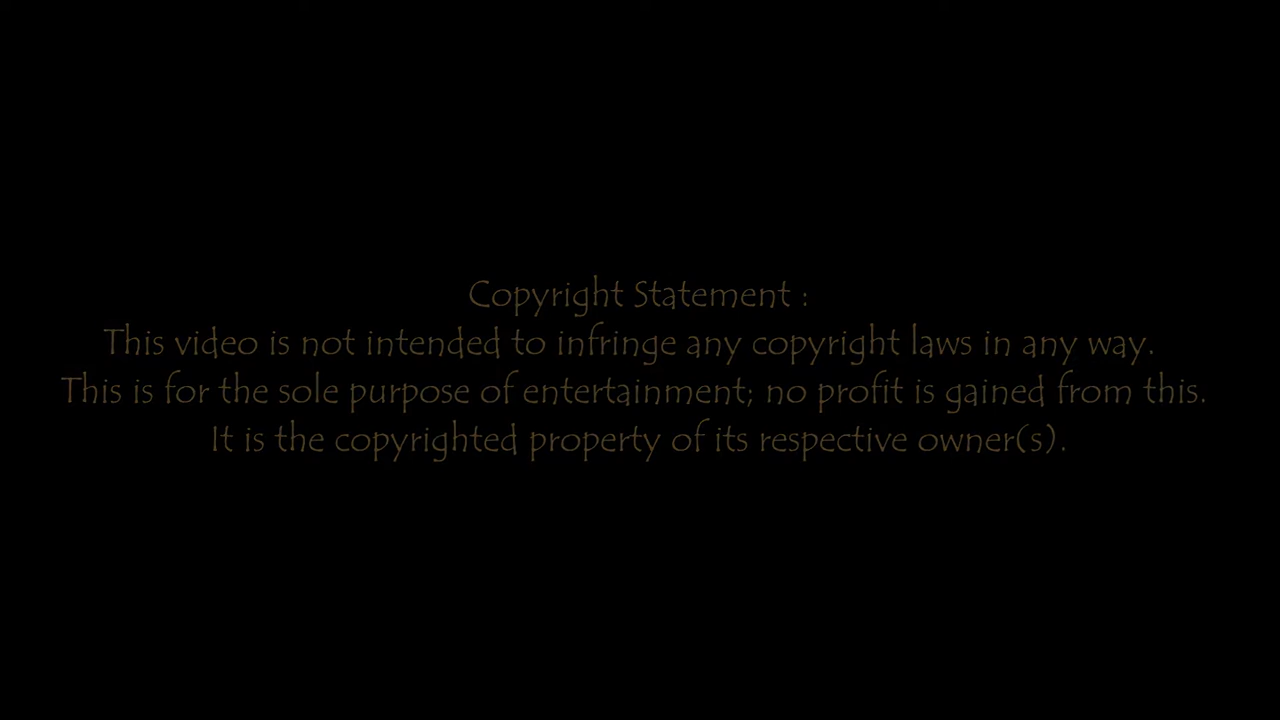 Copyright Statement :
This video is not intended to infringe any copyright laws in any way.
This is for the sole purpose of entertainment; no profit is gained from this.
It is the copyrighted property of its respective owner(s).